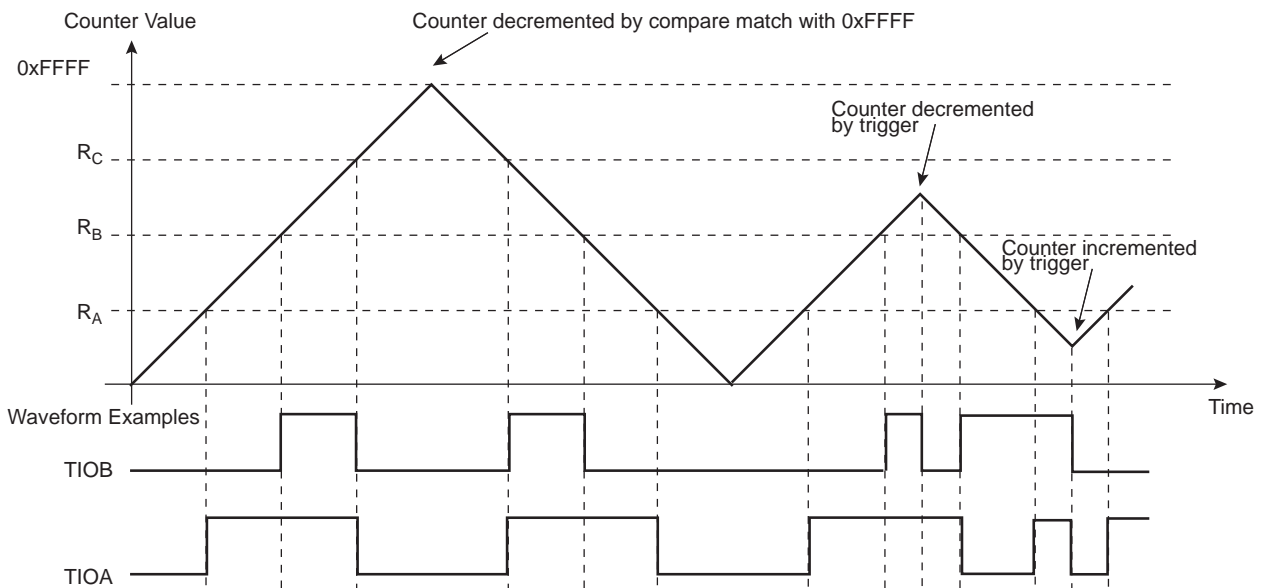 Counter Value
Counter decremented by compare match with 0xFFFF
0xFFFF
Counter decremented
by trigger
RC
RB
Counter incremented
by trigger
RA
Time
Waveform Examples
TIOB
TIOA